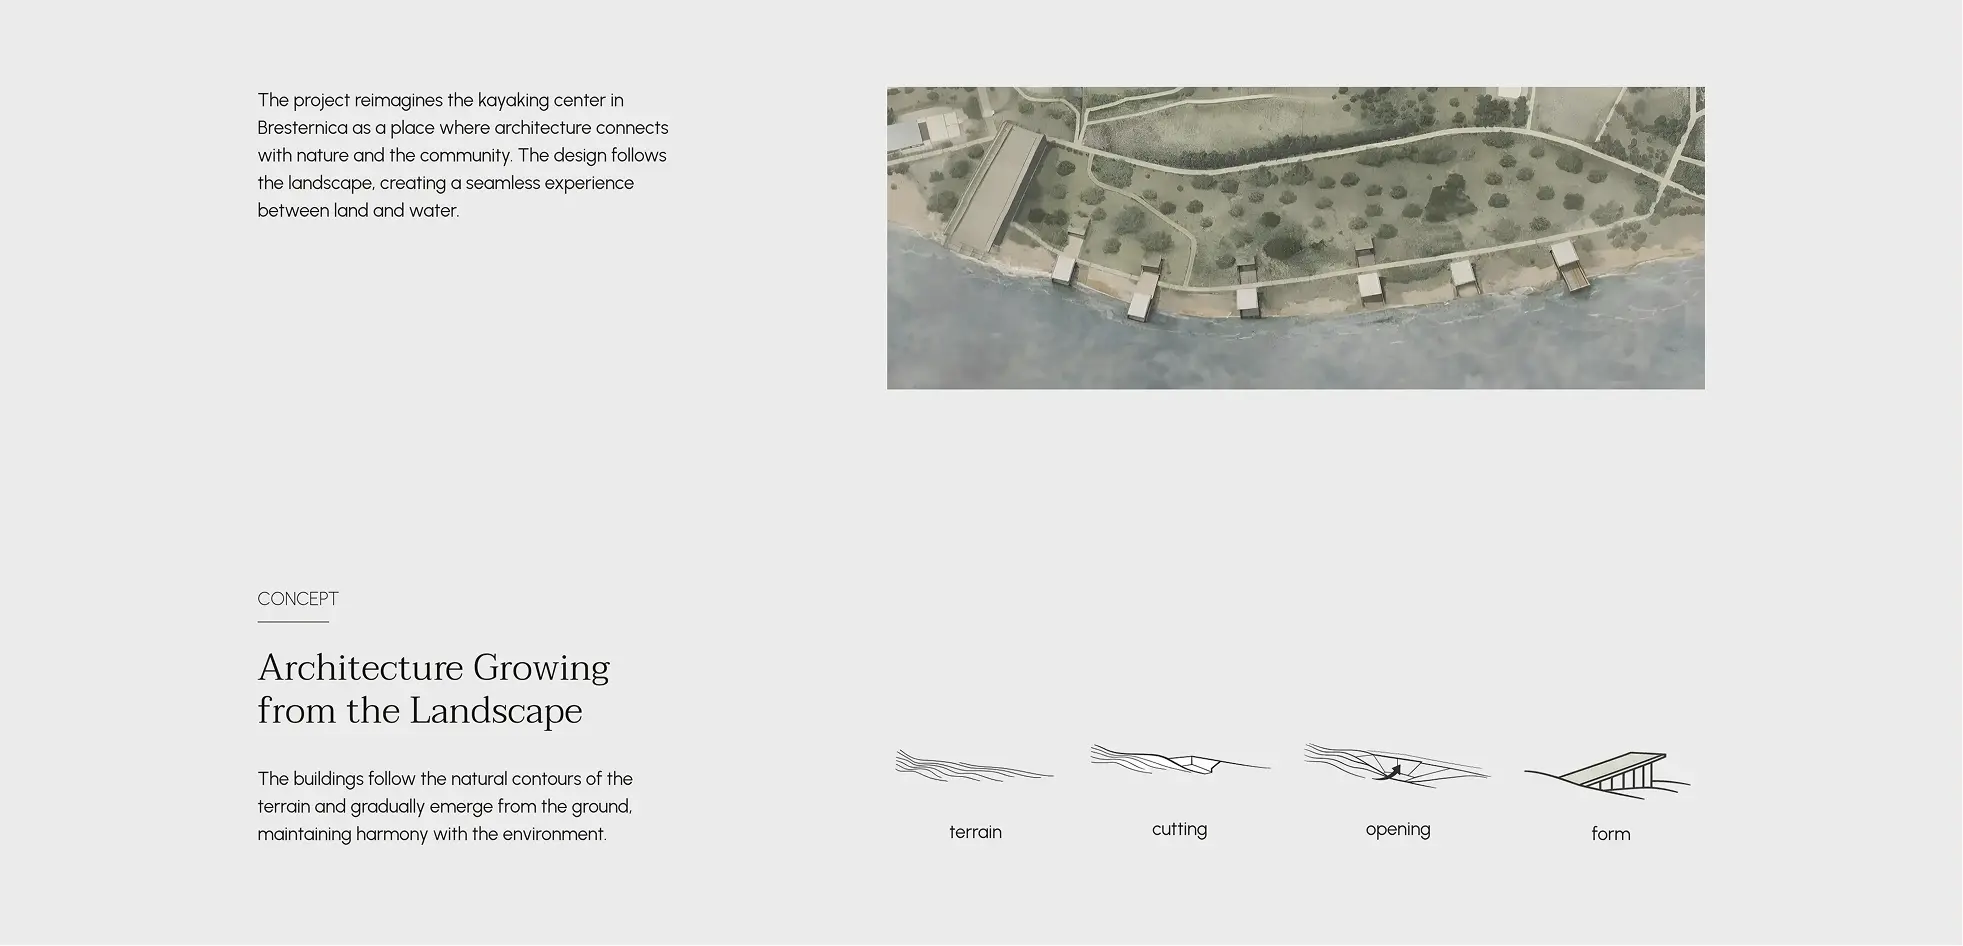 The project reimagines the kayaking center in
Bresternica as a place where architecture connects
with nature and the community. The design follows
the landscape, creating a seamless experience
between land and water.
CONCEPT
Architecture Growing
from the Landscape
The buildings follow the natural contours of the
terrain and gradually emerge from the ground,
maintaining harmony with the environment.
terrain
cutting
opening
form